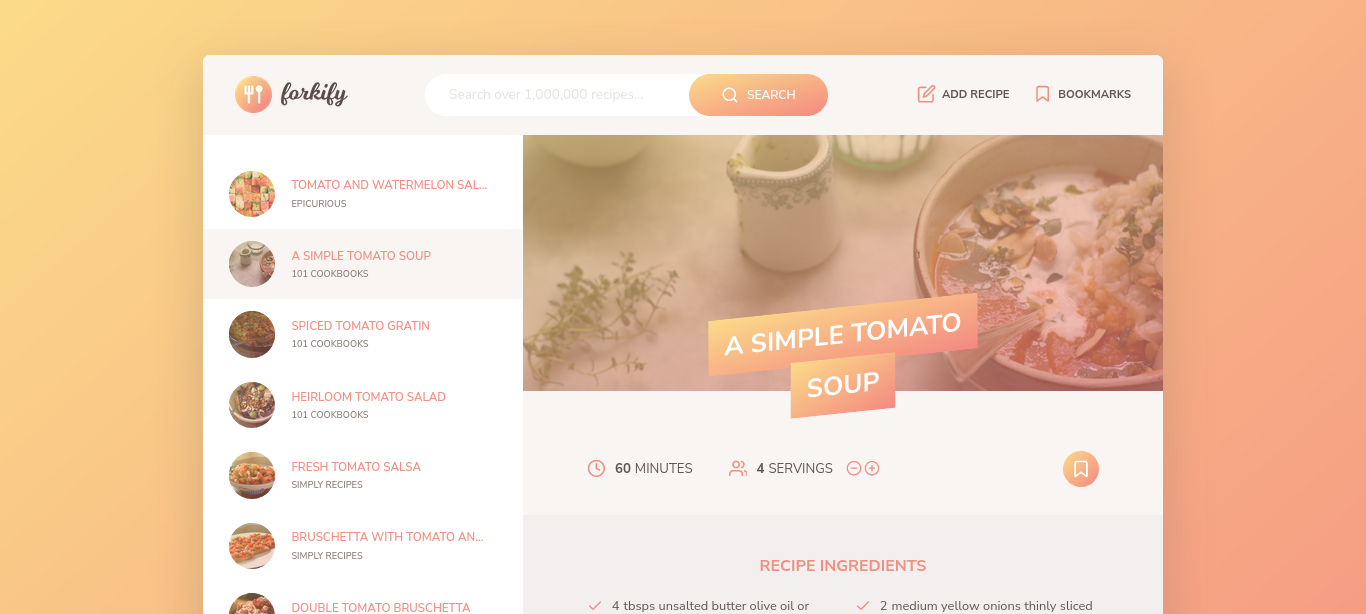 forkify
Search over 1,000,000 recipes...
SEARCH
ADD RECIPE
BOOKMARKS
TOMATO AND WATERMELON SAL...
EPICURIOUS
A SIMPLE TOMATO SOUP
101 COOKBOOKS
SPICED TOMATO GRATIN
101 COOKBOOKS
HEIRLOOM TOMATO SALAD
101 COOKBOOKS
FRESH TOMATO SALSA
SIMPLY RECIPES
BRUSCHETTA WITH TOMATO AN...
SIMPLY RECIPES
DOUBLE TOMATO BRUSCHETTA
A SIMPLE TOMATO
SOUP
60 MINUTES
4 SERVINGS
RECIPE INGREDIENTS
4 tbsps unsalted butter olive oil or
2 medium yellow onions thinly sliced